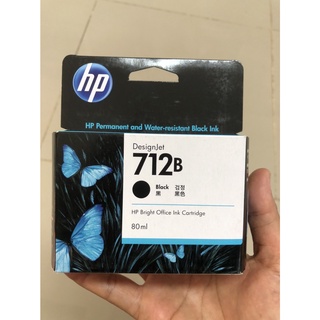 hp
HP Permanent and Water-resistant Black Ink
DesignJet
712B
Black 검정
黑 黑色
HP Bright Office Ink Cartridge
80ml